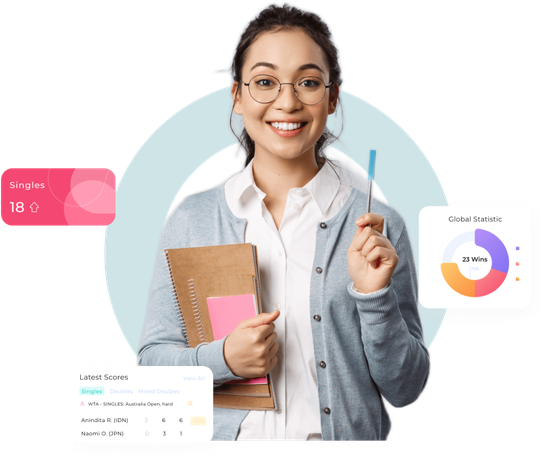 Singles
18
Global Statistic
23 Wins
Latest Scores
View All
Singles Doubles Mixed Doubles
WTA - SINGLES: Australia Open, hard
Anindita R. (IDN) 6 6
Naomi O. (JPN) 0 3 1